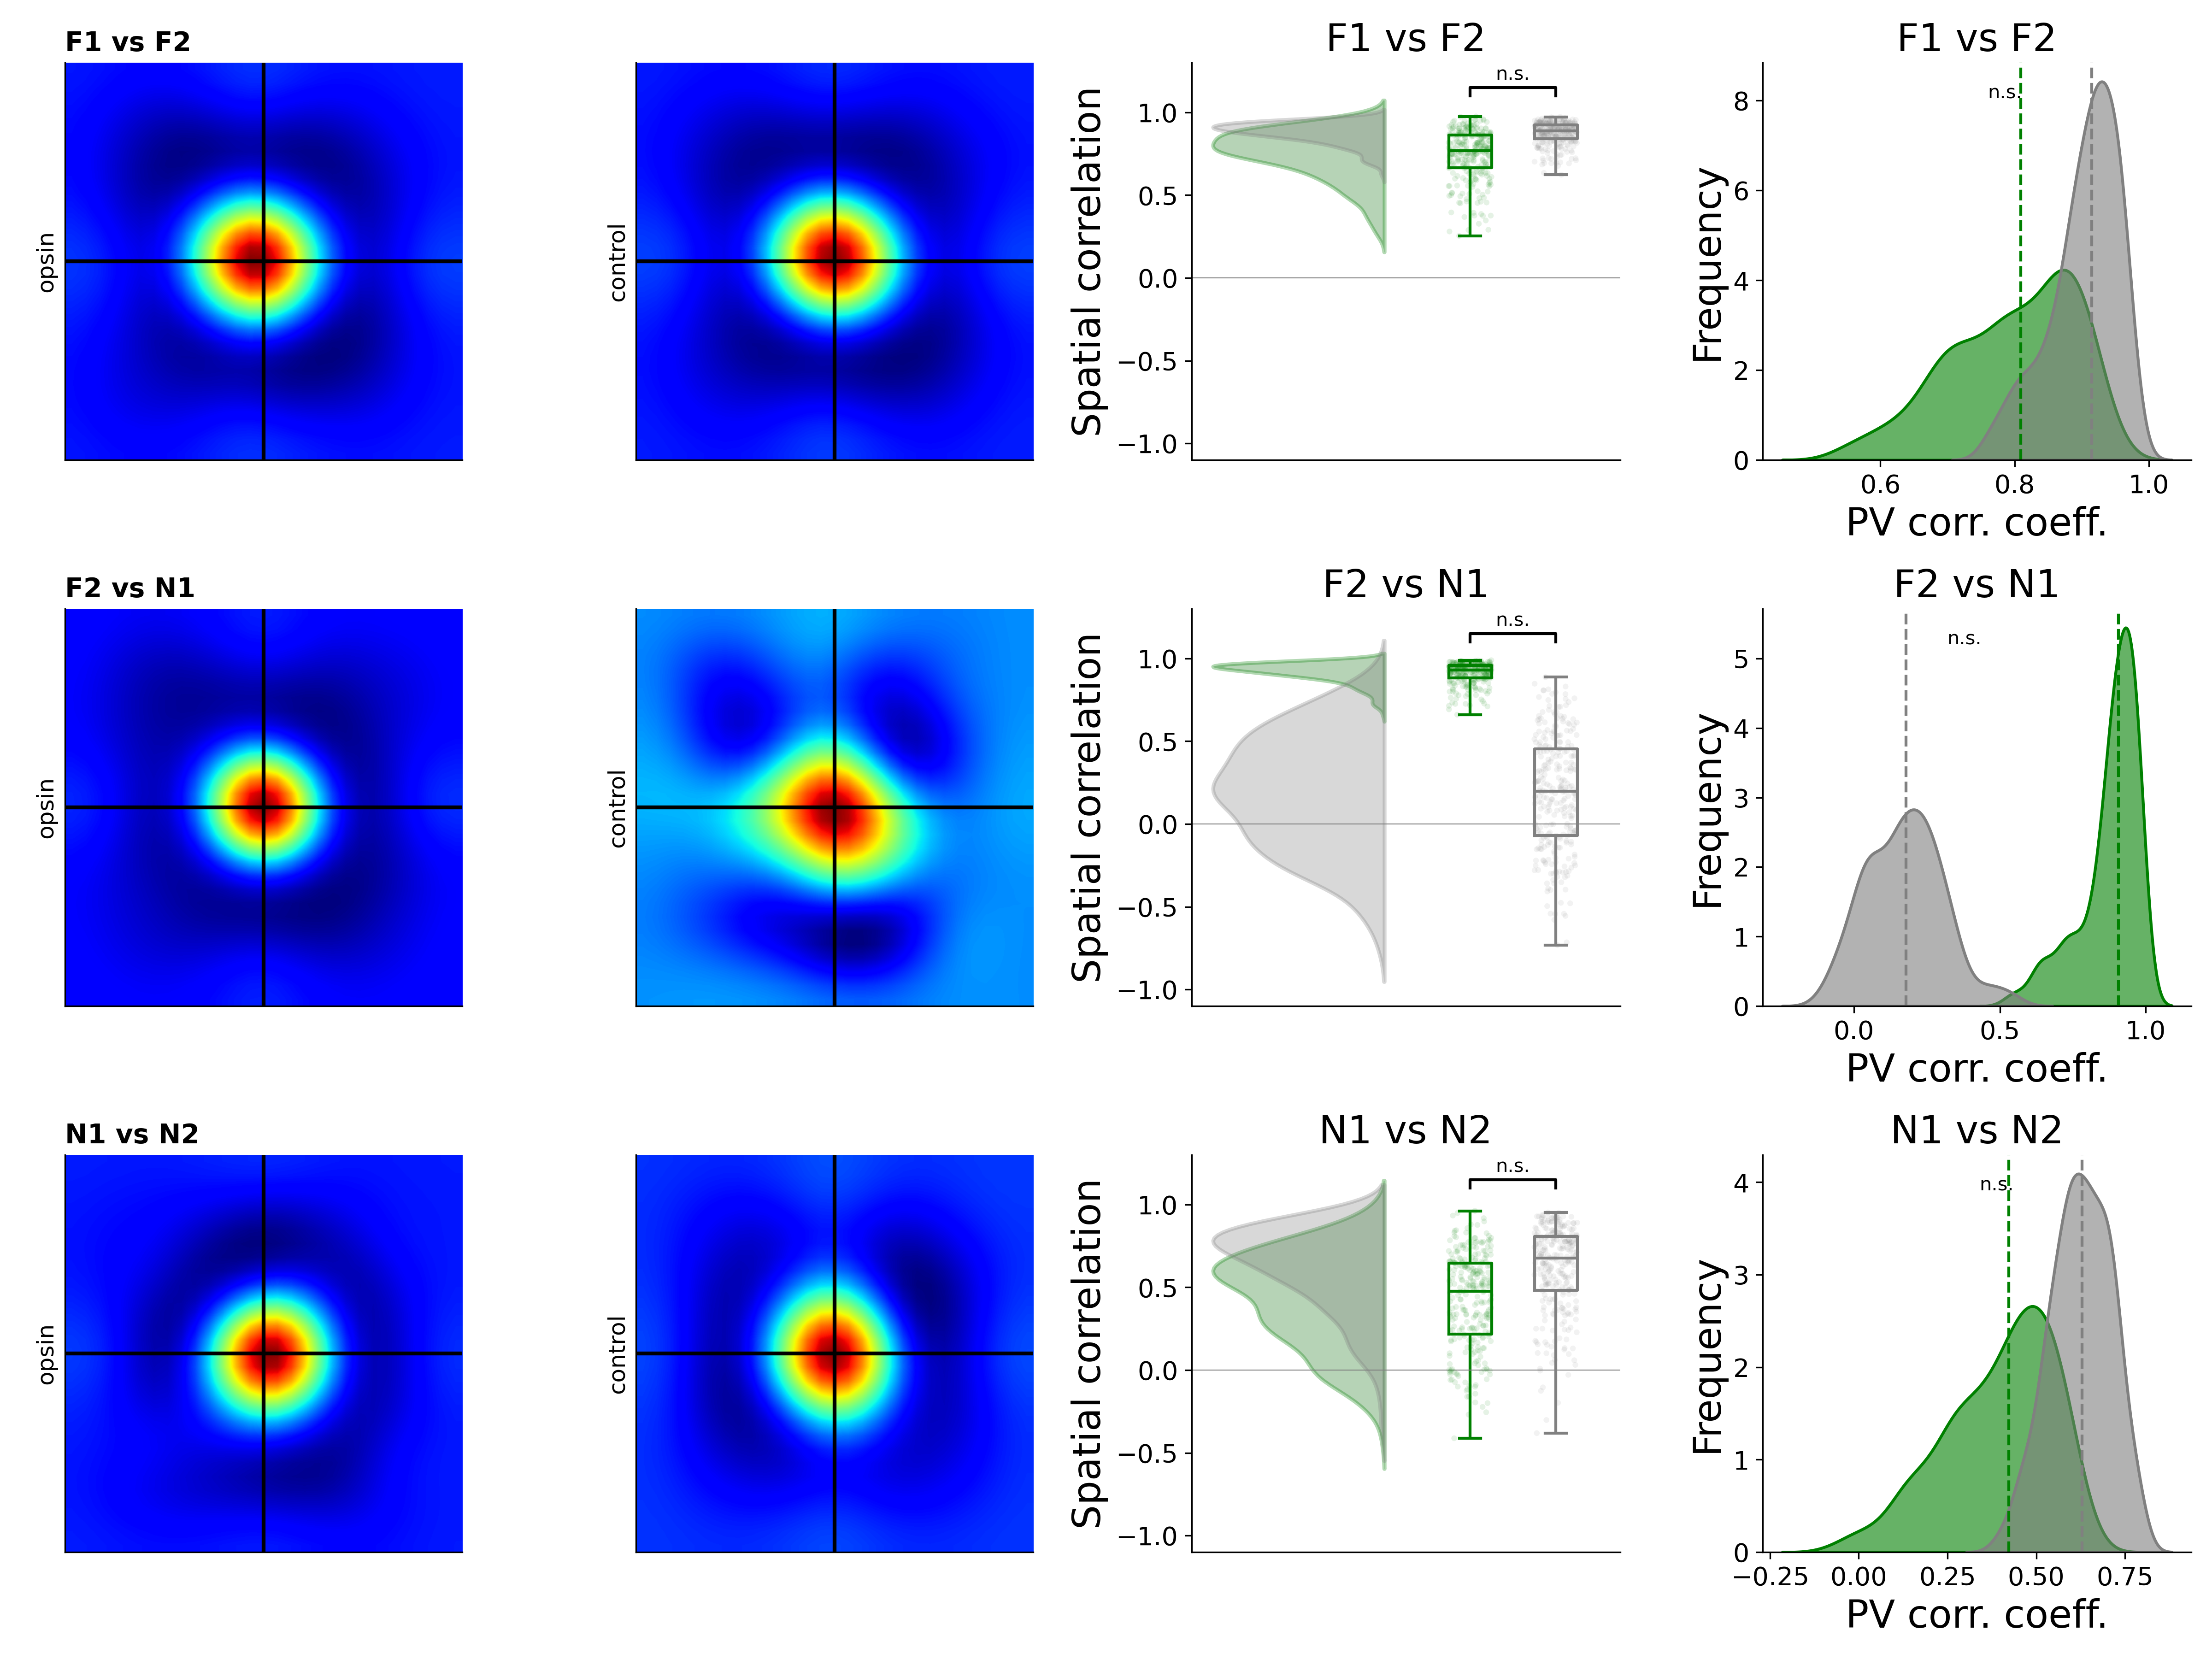 F1 vs F2
opsin
control
F1 vs F2
Spatial correlation
1.0
0.5
0.0
−0.5
−1.0
n.s.
F1 vs F2
Frequency
8
6
4
2
0
n.s.
0.6 0.8 1.0
PV corr. coeff.
F2 vs N1
opsin
control
F2 vs N1
Spatial correlation
1.0
0.5
0.0
−0.5
−1.0
n.s.
F2 vs N1
Frequency
5
4
3
2
1
0
n.s.
0.0 0.5 1.0
PV corr. coeff.
N1 vs N2
opsin
control
N1 vs N2
Spatial correlation
1.0
0.5
0.0
−0.5
−1.0
n.s.
N1 vs N2
Frequency
4
3
2
1
0
n.s.
−0.25 0.00 0.25 0.50 0.75
PV corr. coeff.